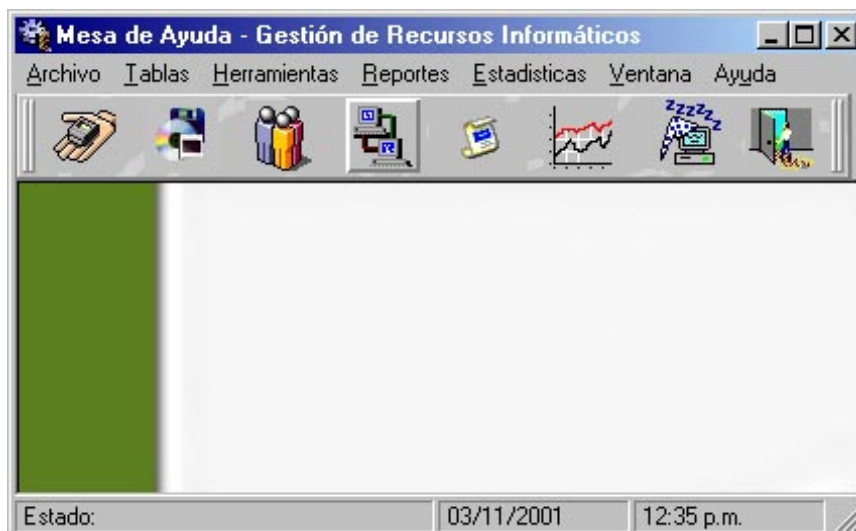 Mesa de Ayuda - Gestión de Recursos Informáticos
Archivo Tablas Herramientas Reportes Estadisticas Ventana Ayuda
zzzzzz
Estado: 03/11/2001 12:35 p.m.